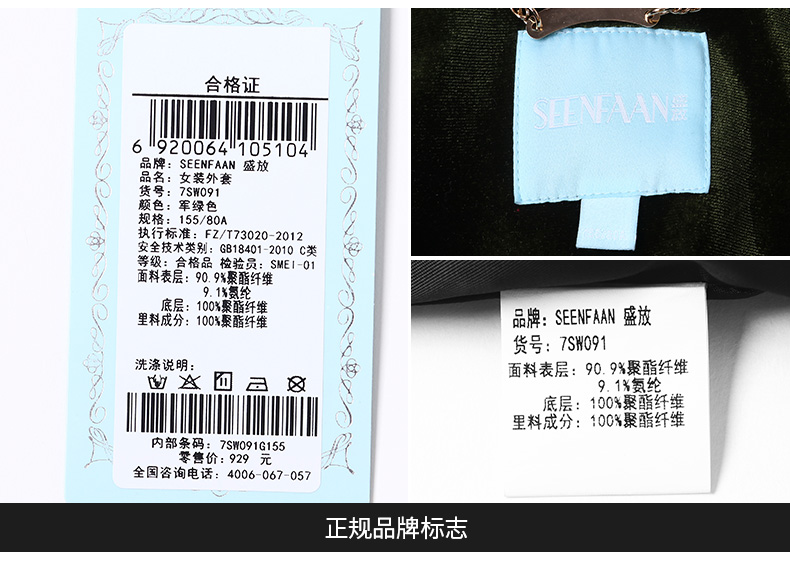 合格证
6 920064 105104
品牌: SEENFAAN 盛放
品名: 女装外套
货号: 7SW091
颜色: 军绿色
规格: 155/80A
执行标准: FZ/T73020-2012
安全技术类别: GB18401-2010 C类
等级: 合格品 检验员: SMEI-01
面料表层: 90.9%聚酯纤维
9.1%氨纶
底层: 100%聚酯纤维
里料成分: 100%聚酯纤维
洗涤说明:
内部条码: 7SW091G155
零售价: 929 元
全国咨询电话: 4006-067-057
SEENFAAN 盛放
品牌: SEENFAAN 盛放
货号: 7SW091
面料表层: 90.9%聚酯纤维
9.1%氨纶
底层: 100%聚酯纤维
里料成分: 100%聚酯纤维
正规品牌标志